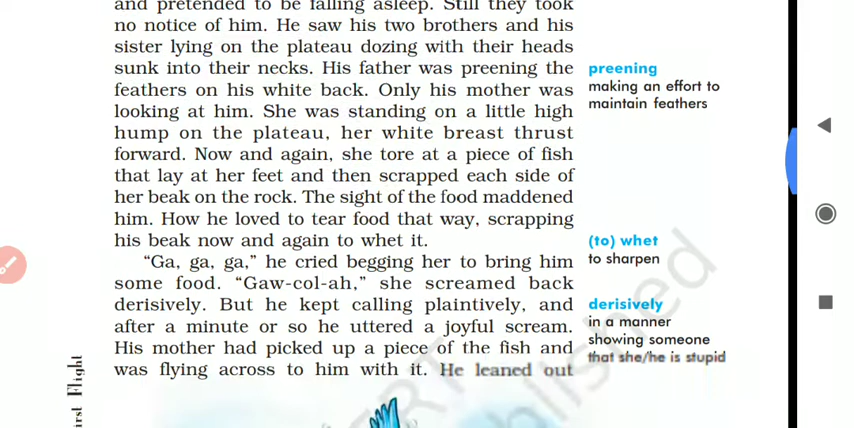 and pretended to be falling asleep. Still they took
no notice of him. He saw his two brothers and his
sister lying on the plateau dozing with their heads
sunk into their necks. His father was preening the
feathers on his white back. Only his mother was
looking at him. She was standing on a little high
hump on the plateau, her white breast thrust
forward. Now and again, she tore at a piece of fish
that lay at her feet and then scrapped each side of
her beak on the rock. The sight of the food maddened
him. How he loved to tear food that way, scrapping
his beak now and again to whet it.
“Ga, ga, ga,” he cried begging her to bring him
some food. “Gaw-col-ah,” she screamed back
derisively. But he kept calling plaintively, and
after a minute or so he uttered a joyful scream.
His mother had picked up a piece of the fish and
was flying across to him with it. He leaned out
preening
making an effort to
maintain feathers
(to) whet
to sharpen
derisively
in a manner
showing someone
that she/he is stupid
irst Flight
ERT
blished